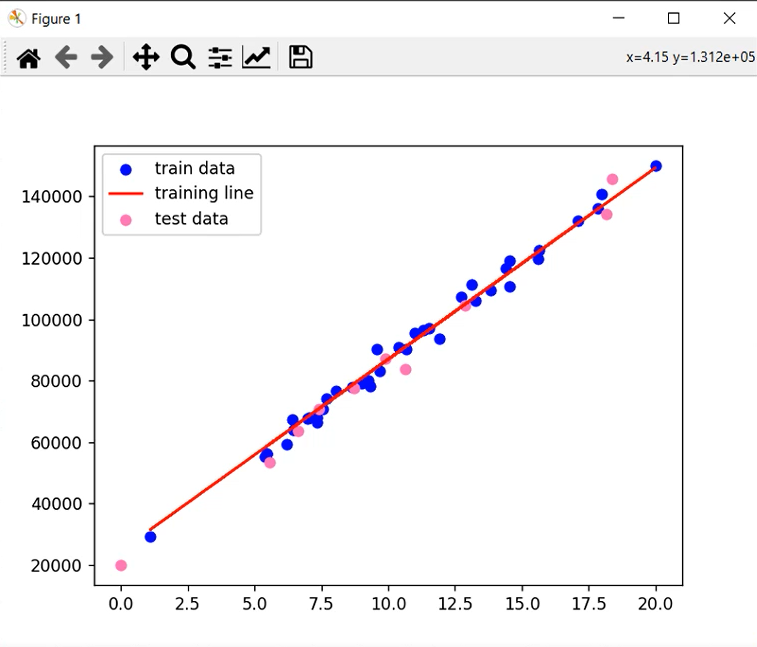 Figure 1
x=4.15 y=1.312e+05
train data
training line
test data
140000
120000
100000
80000
60000
40000
20000
0.0 2.5 5.0 7.5 10.0 12.5 15.0 17.5 20.0